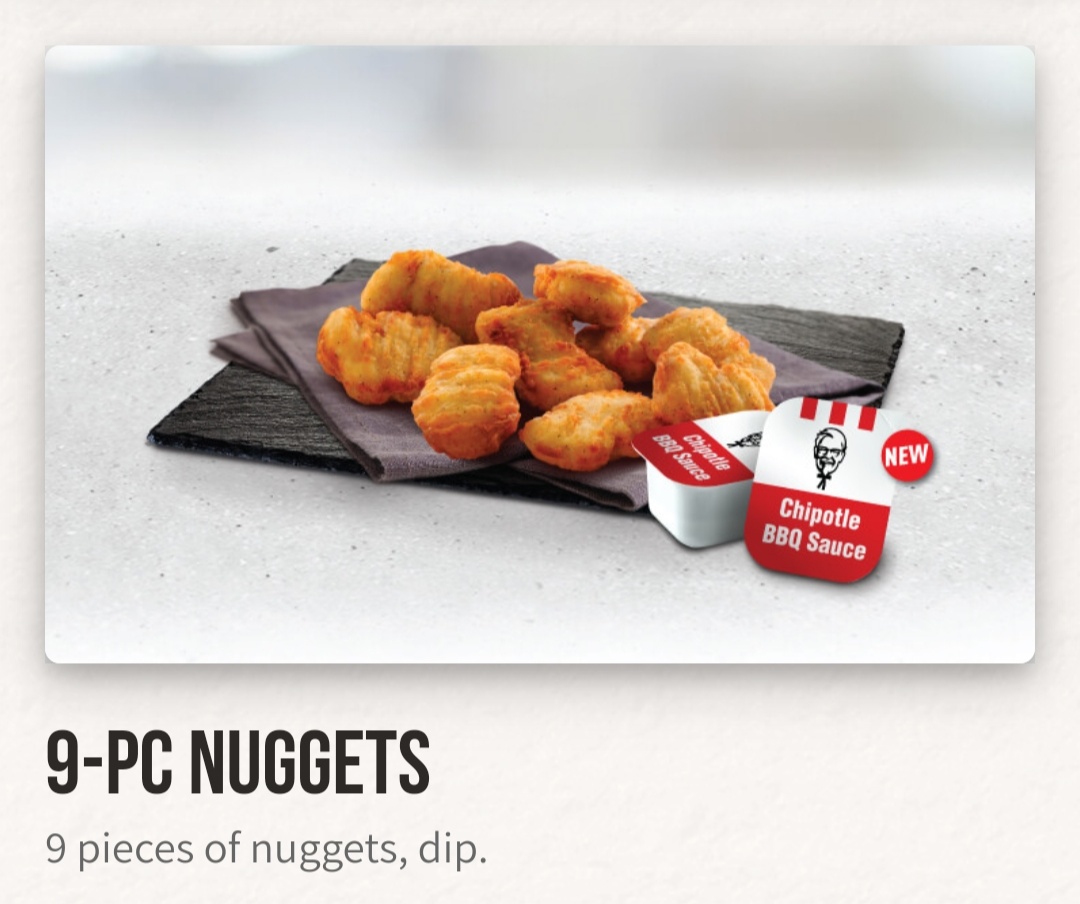 Chipotle
BBQ Sauce
Chipotle
BBQ Sauce
NEW
9-PC NUGGETS
9 pieces of nuggets, dip.